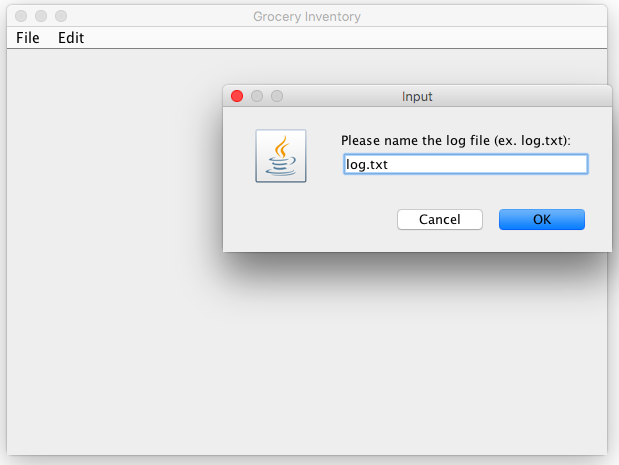 Grocery Inventory
File Edit
Input
Please name the log file (ex. log.txt):
log.txt
Cancel OK